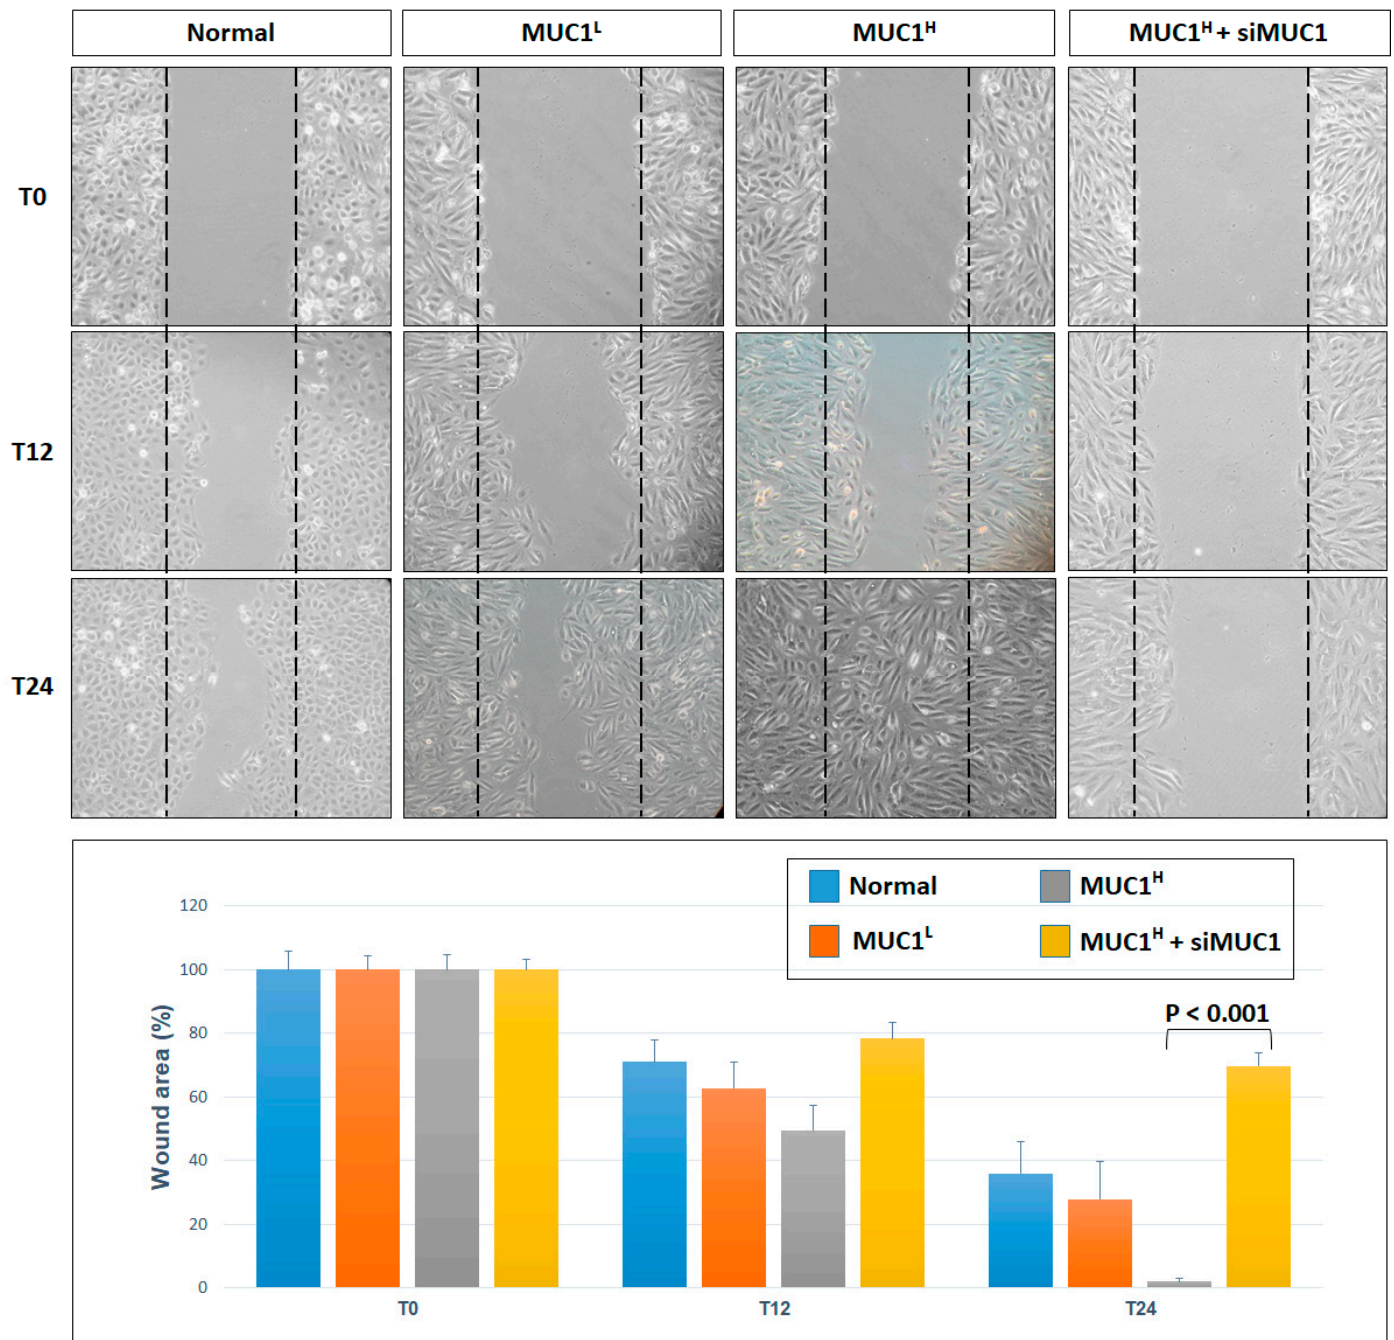 Normal
MUC1ᴸ
MUC1ᴴ
MUC1ᴴ + siMUC1
T0
T12
T24
Normal
MUC1ᴴ
MUC1ᴸ
MUC1ᴴ + siMUC1
P < 0.001
Wound area (%)
120
100
80
60
40
20
0
T0
T12
T24